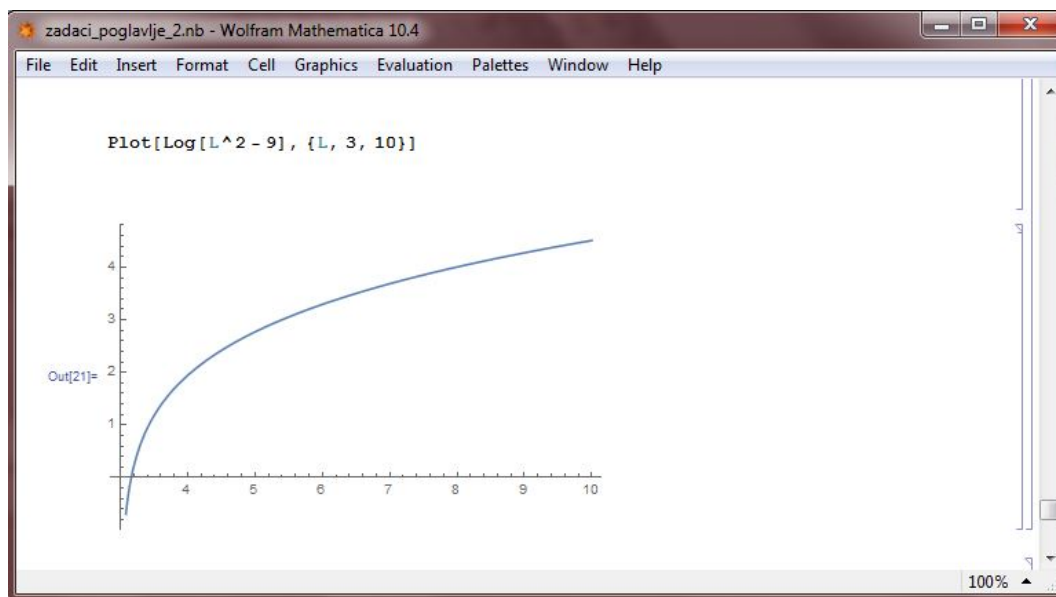 zadaci_poglavlje_2.nb - Wolfram Mathematica 10.4
File Edit Insert Format Cell Graphics Evaluation Palettes Window Help
Plot[Log[L^2 - 9], {L, 3, 10}]
4
3
Out[21]= 2
1
4 5 6 7 8 9 10
100%